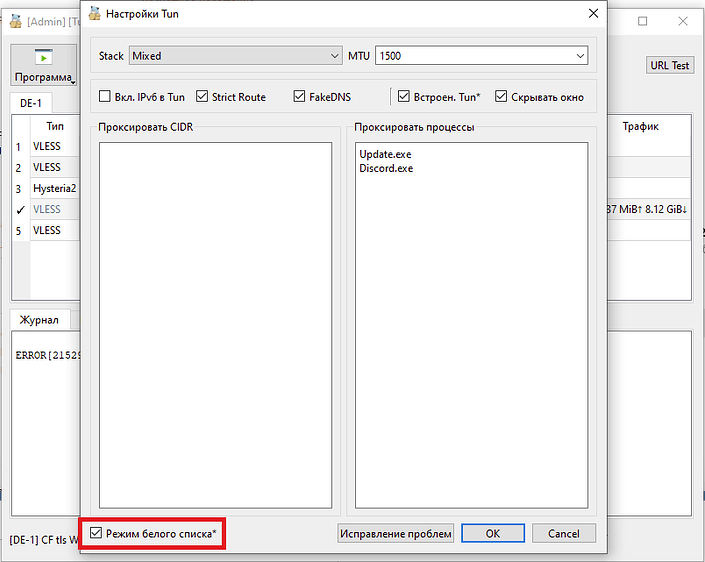 [Admin] [Tu
Настройки Tun
Программа
URL Test
Stack Mixed MTU 1500
Вкл. IPv6 в Tun Strict Route FakeDNS Встроен. Tun* Скрывать окно
DE-1
Тип
Трафик
1 VLESS
2 VLESS
3 Hysteria2
✓ VLESS 37 MiB↑ 8.12 GiB↓
5 VLESS
Проксировать CIDR
Проксировать процессы
Update.exe
Discord.exe
Журнал
ERROR[21529
Режим белого списка*
Исправление проблем
OK
Cancel
[DE-1] CF tls W